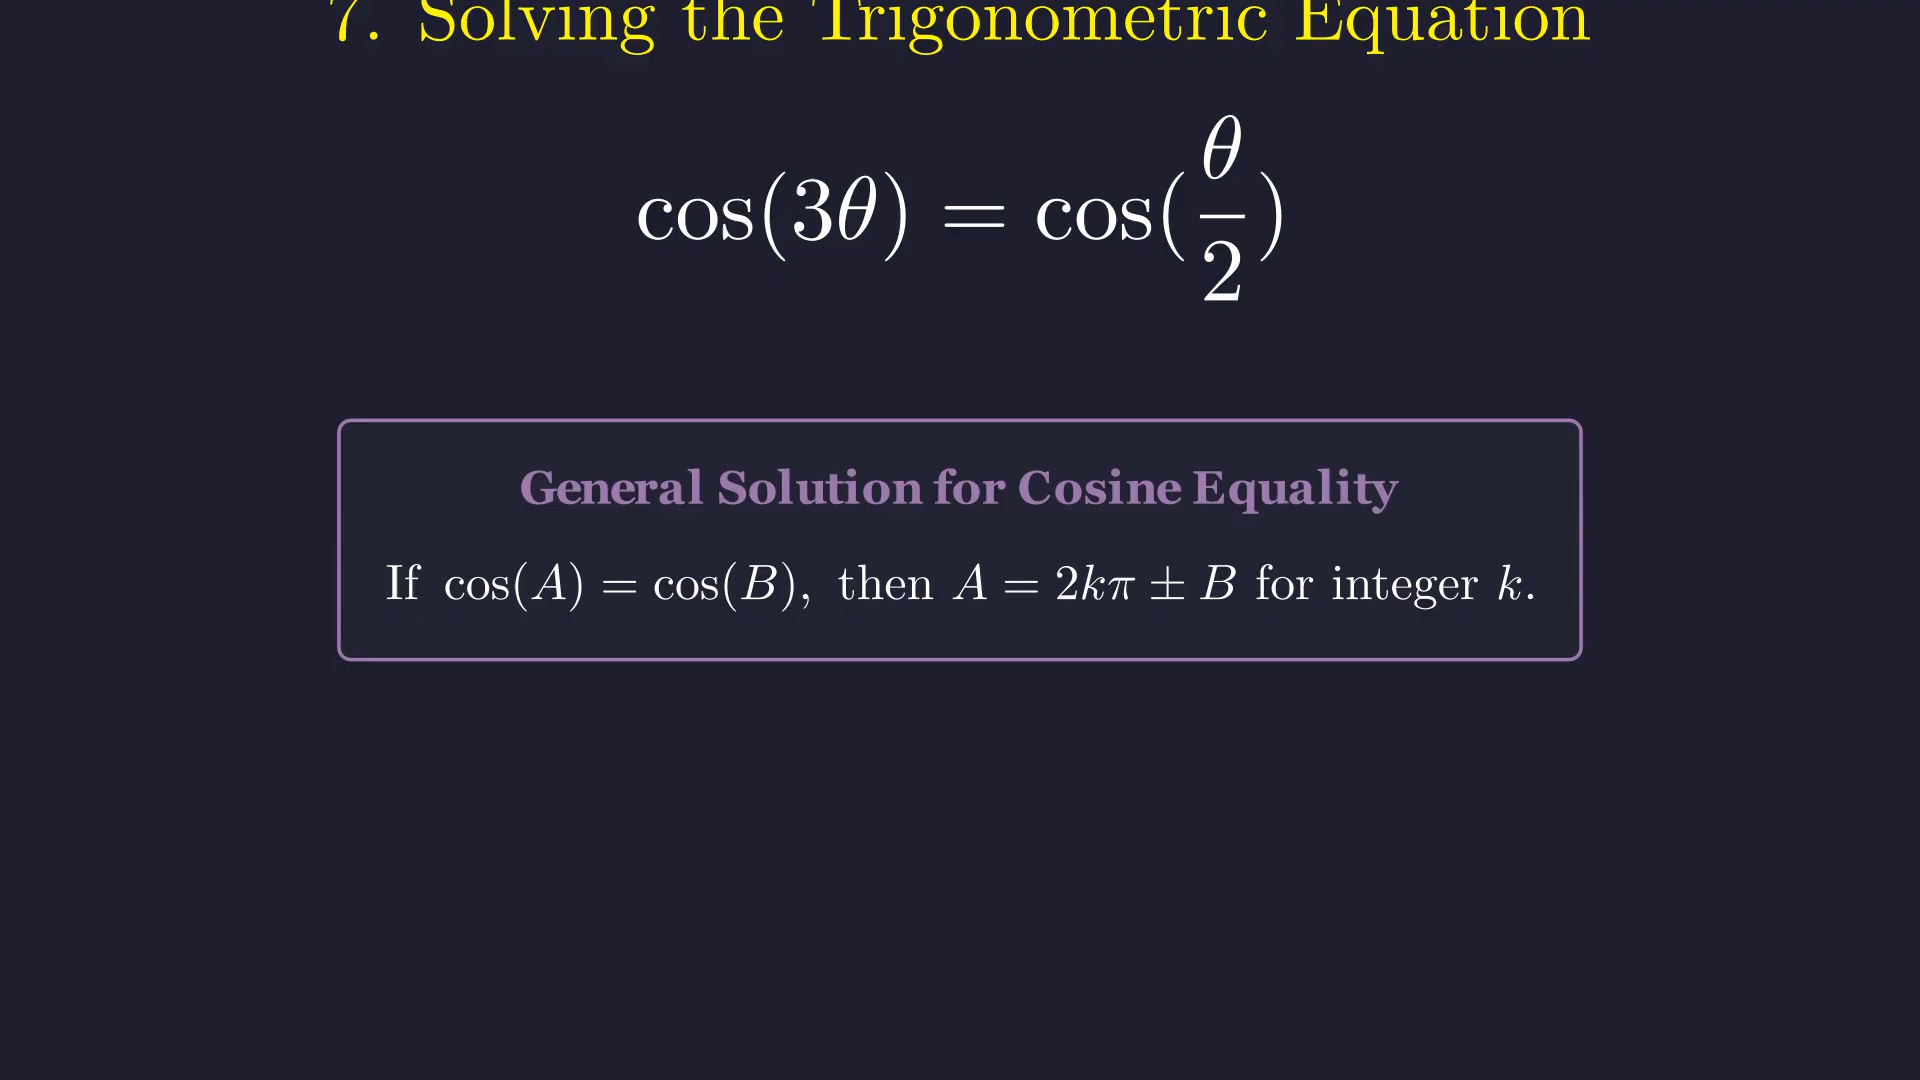 7. Solving the Trigonometric Equation
cos(3θ) = cos(θ/2)
General Solution for Cosine Equality
If cos(A) = cos(B), then A = 2kπ ± B for integer k.